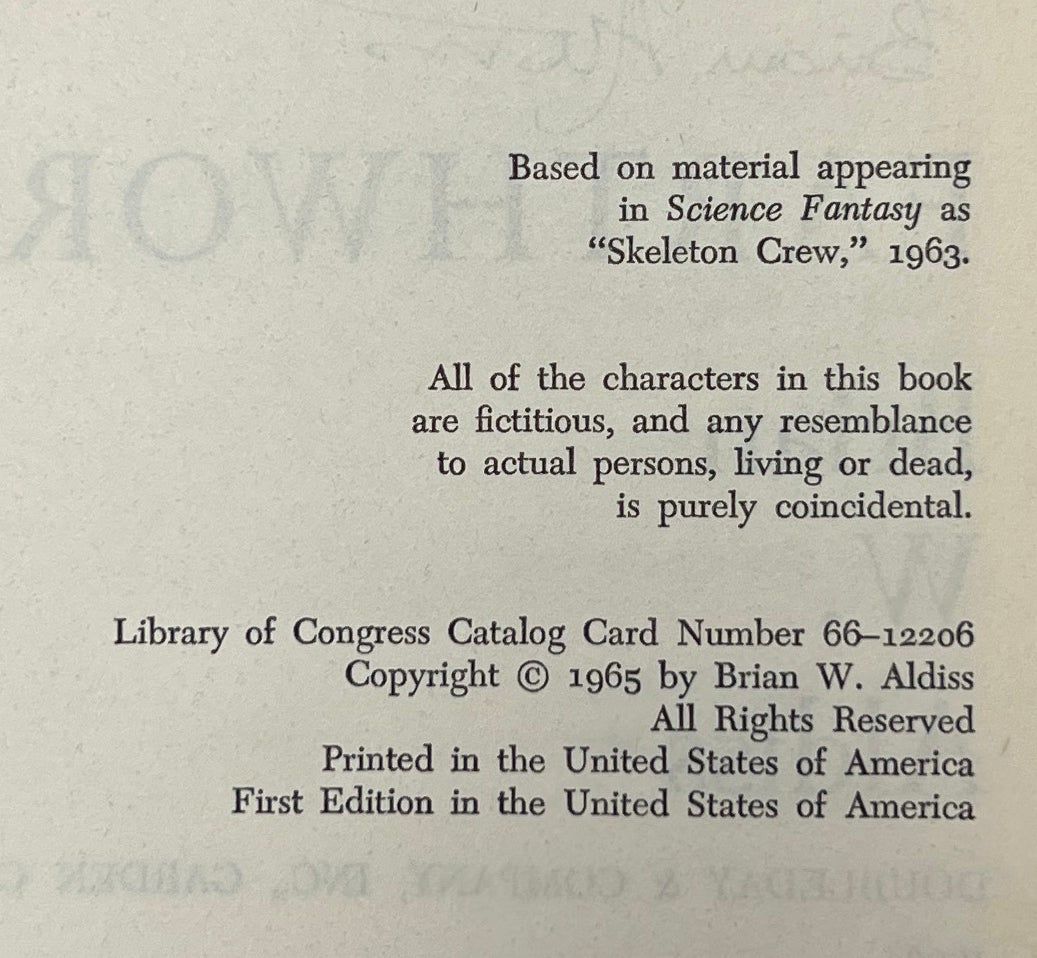 Based on material appearing
in Science Fantasy as
“Skeleton Crew,” 1963.
All of the characters in this book
are fictitious, and any resemblance
to actual persons, living or dead,
is purely coincidental.
Library of Congress Catalog Card Number 66–12206
Copyright © 1965 by Brian W. Aldiss
All Rights Reserved
Printed in the United States of America
First Edition in the United States of America